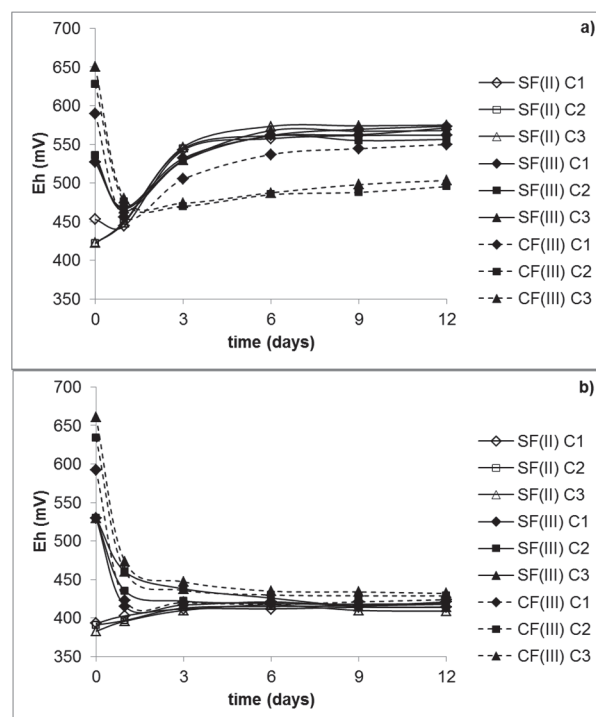 a)
700
650
600
550
500
450
400
350
Eh (mV)
0 3 6 9 12
time (days)
SF(II) C1
SF(II) C2
SF(II) C3
SF(III) C1
SF(III) C2
SF(III) C3
CF(III) C1
CF(III) C2
CF(III) C3
b)
700
650
600
550
500
450
400
350
Eh (mV)
0 3 6 9 12
time (days)
SF(II) C1
SF(II) C2
SF(II) C3
SF(III) C1
SF(III) C2
SF(III) C3
CF(III) C1
CF(III) C2
CF(III) C3